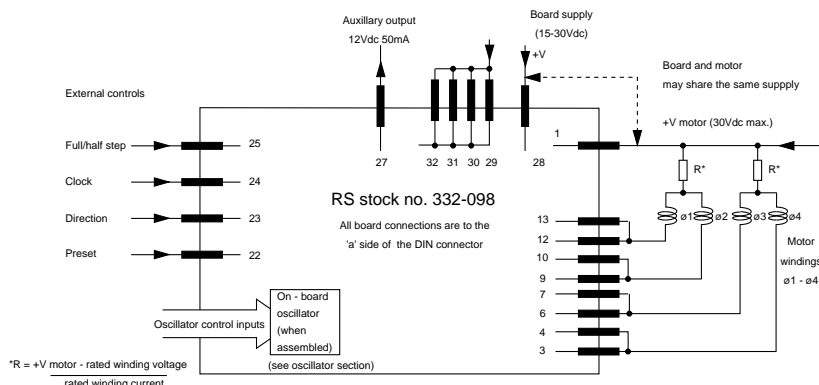 Auxillary output
12Vdc 50mA
Board supply
(15-30Vdc)
+V
Board and motor
may share the same suppply
External controls
+V motor (30Vdc max.)
Full/half step
25
27
32 31 30 29
28
1
R*
R*
Clock
24
RS stock no. 332-098
Direction
23
All board connections are to the
'a' side of the DIN connector
13
12
ø1
ø2
ø3
ø4
Preset
22
10
9
Motor
windings
ø1 - ø4
7
6
Oscillator control inputs
On - board
oscillator
(when
assembled)
4
3
(see oscillator section)
*R = +V motor - rated winding voltage
rated winding current